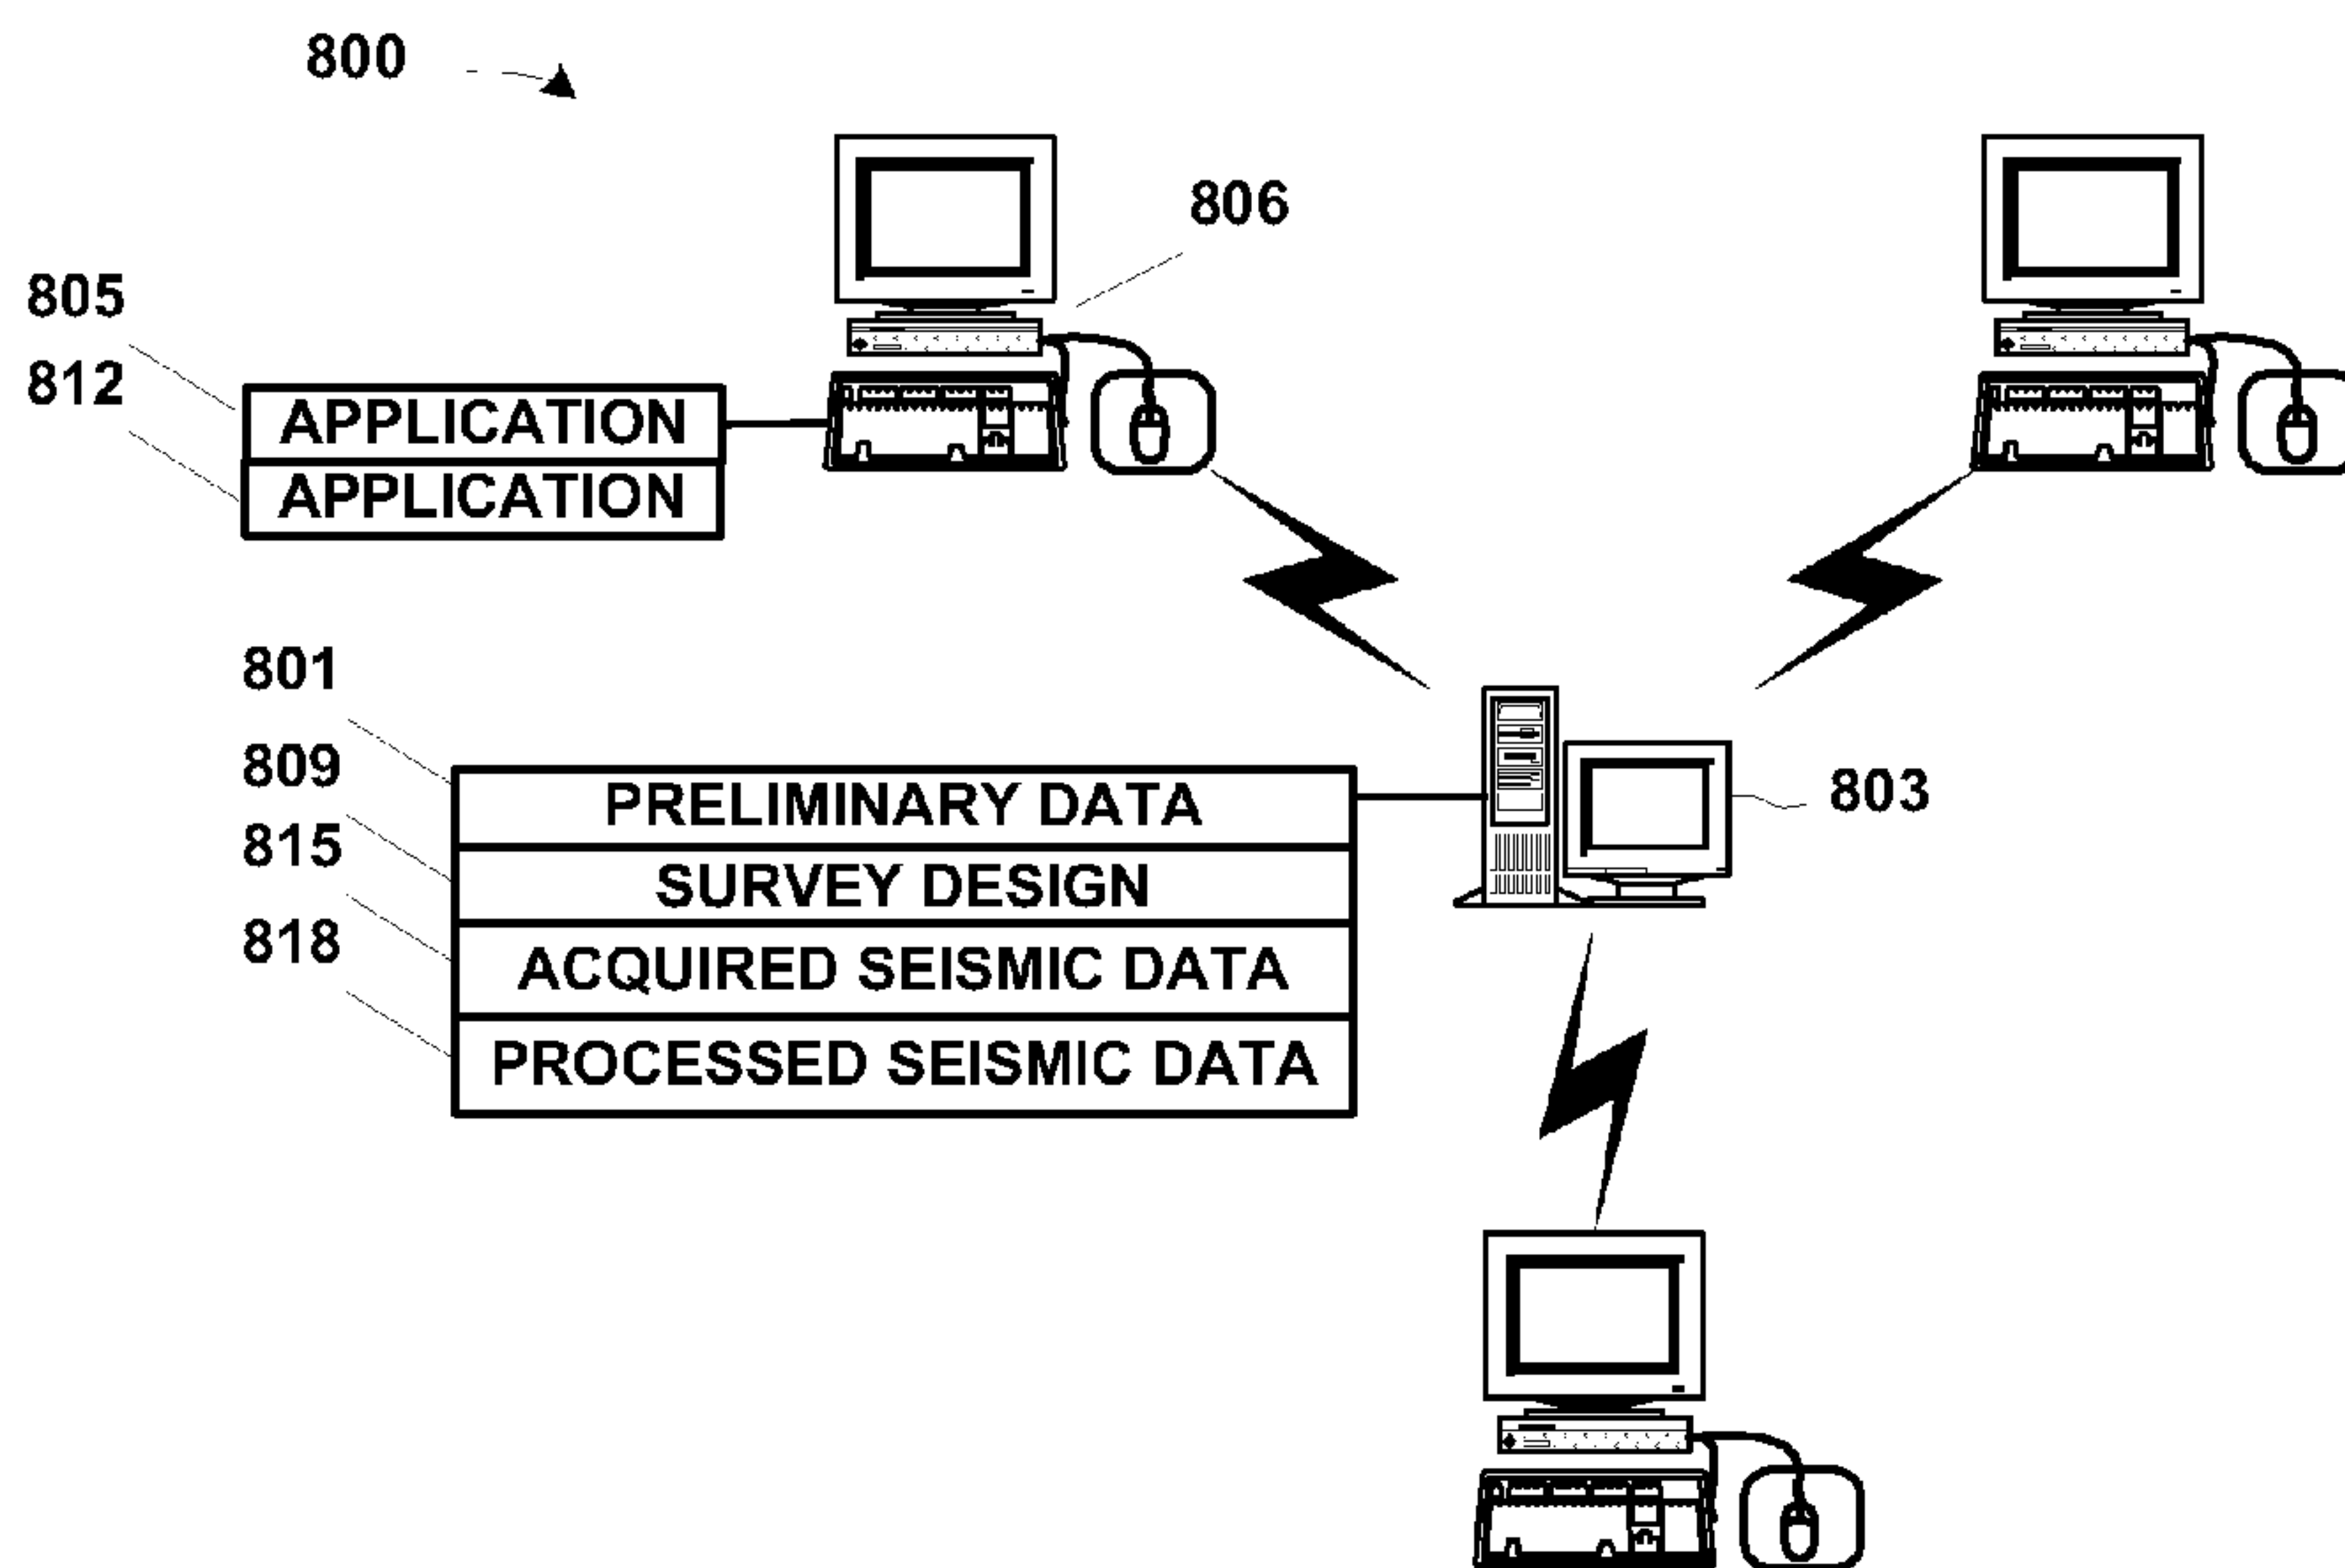 800
806
805
812
APPLICATION
APPLICATION
801
809
815
818
PRELIMINARY DATA
SURVEY DESIGN
ACQUIRED SEISMIC DATA
PROCESSED SEISMIC DATA
803